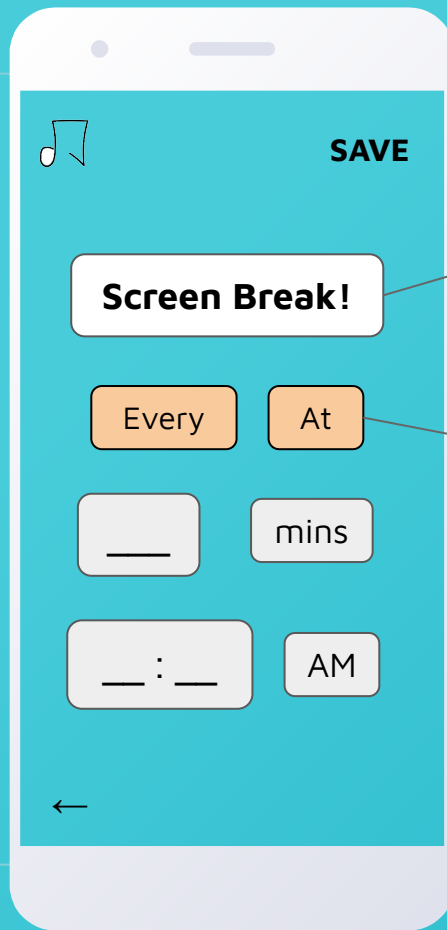 SAVE
Screen Break!
Every At
___ mins
__ : __ AM
←